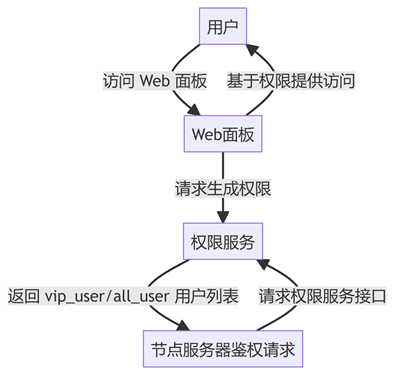 用户
访问 Web 面板
基于权限提供访问
Web面板
请求生成权限
权限服务
返回 vip_user/all_user 用户列表
请求权限服务接口
节点服务器鉴权请求